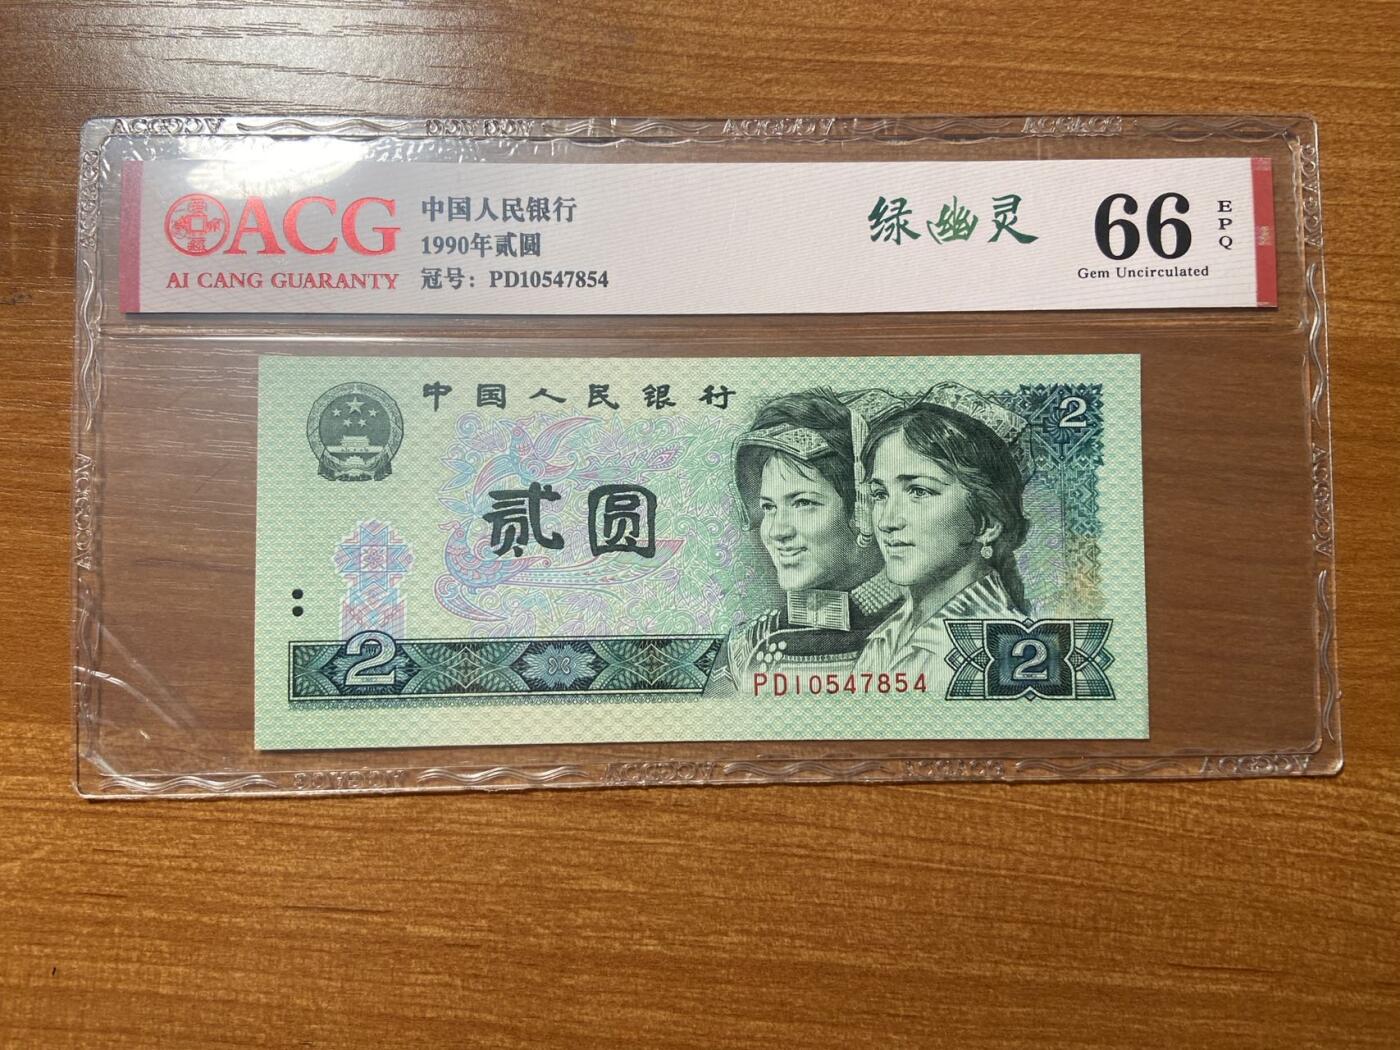 ACG
AI CANG GUARANTY
中国人民银行
1990年贰圆
冠号：PD10547854
绿幽灵
66
EPQ
Gem Uncirculated
中国人民银行
2
贰圆
2
PD10547854
2